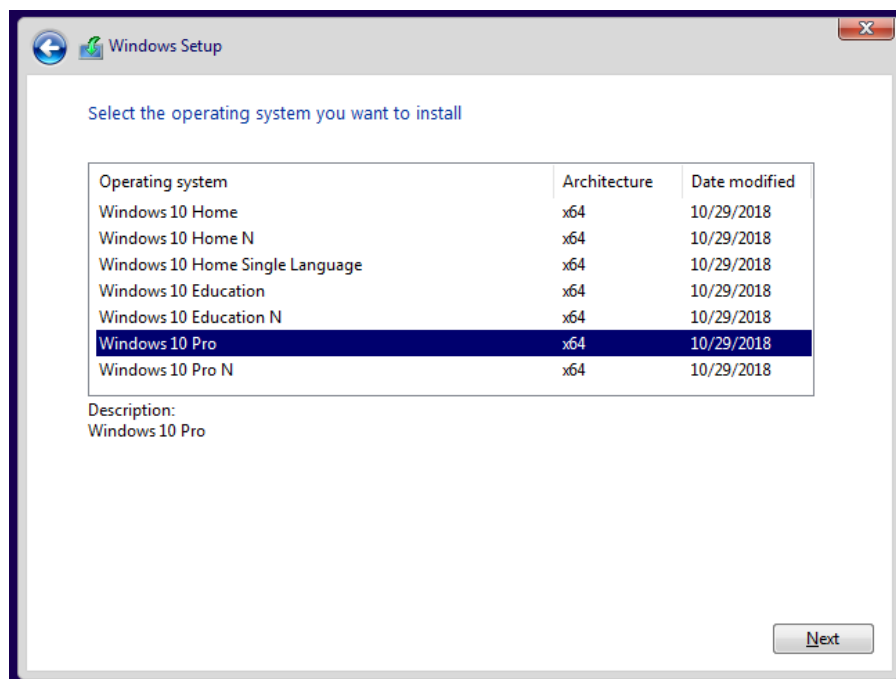 Windows Setup
Select the operating system you want to install
Operating system Architecture Date modified
Windows 10 Home x64 10/29/2018
Windows 10 Home N x64 10/29/2018
Windows 10 Home Single Language x64 10/29/2018
Windows 10 Education x64 10/29/2018
Windows 10 Education N x64 10/29/2018
Windows 10 Pro x64 10/29/2018
Windows 10 Pro N x64 10/29/2018
Description:
Windows 10 Pro
Next